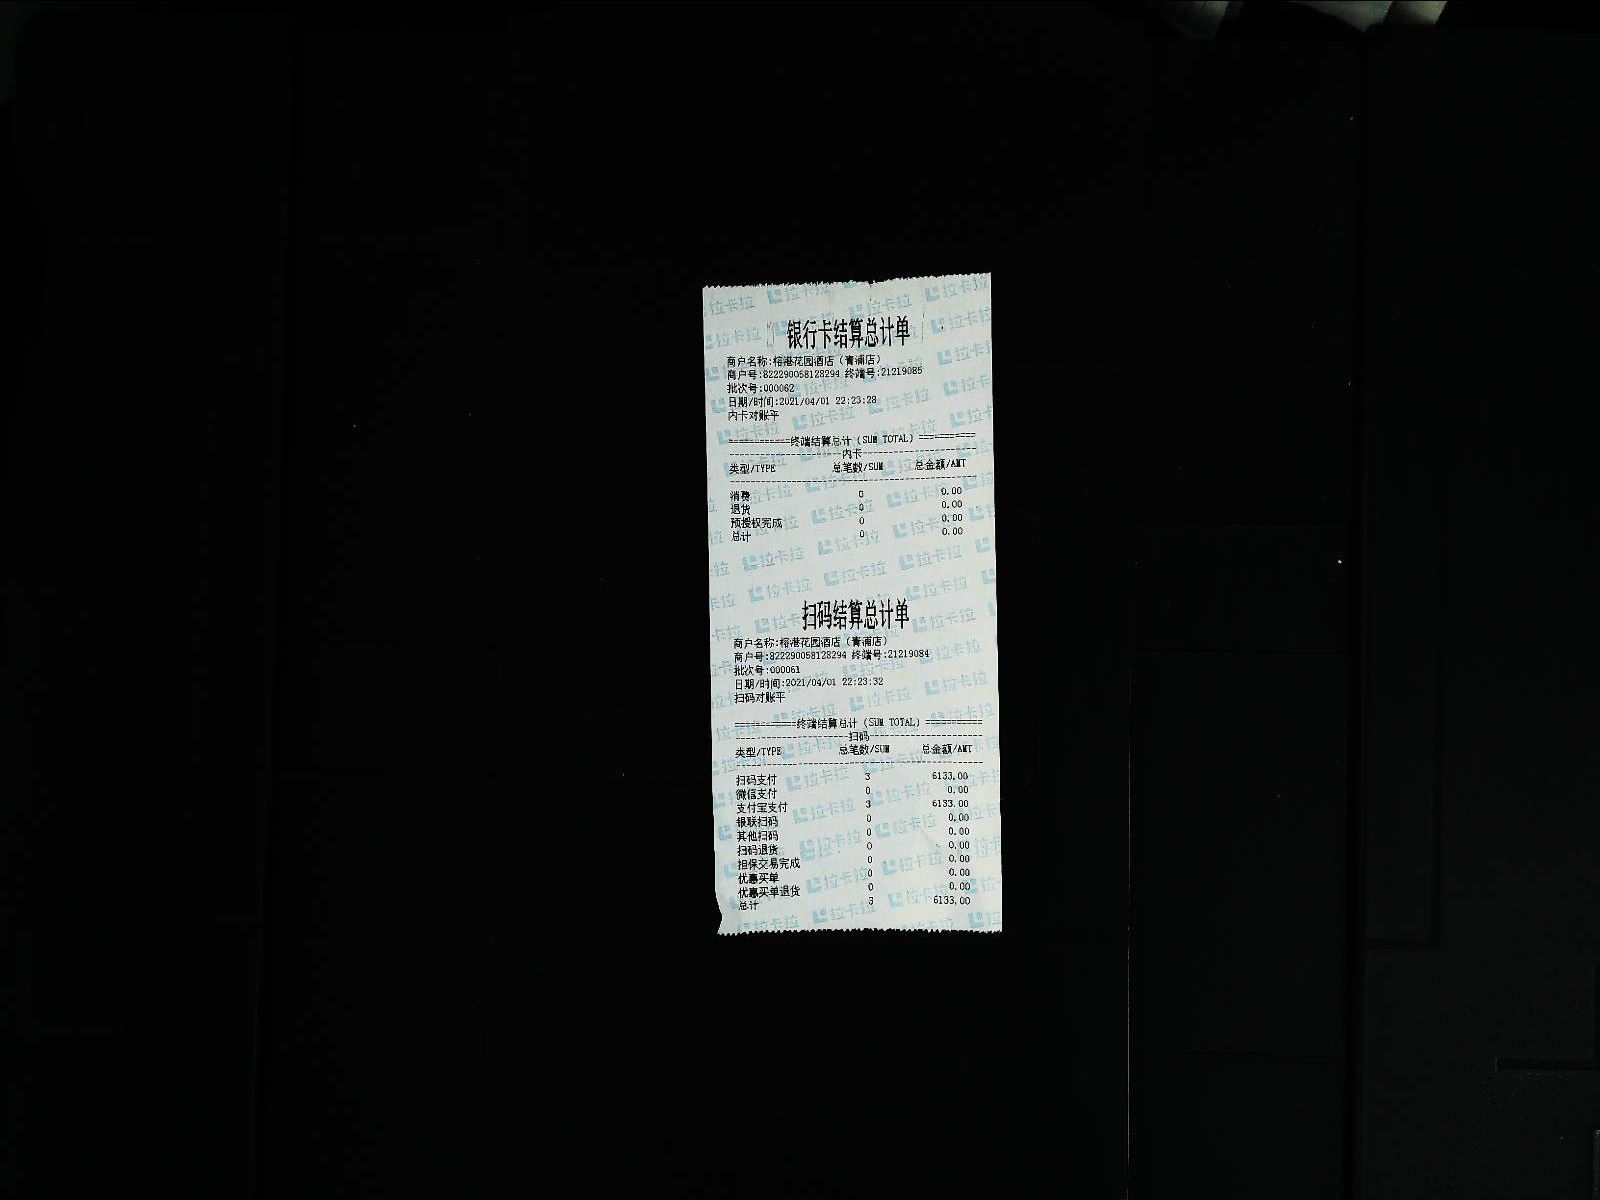 银行卡结算总计单
商户名称:榕港花园酒店(青浦店)
商户号:822290058128294 终端号:21219085
批次号:000062
日期/时间:2021/04/01 22:23:28
内卡对账平
===========终端结算总计(SUM TOTAL)==========
--------------------内卡--------------------
类型/TYPE 总笔数/SUM 总金额/AMT
消费 0 0.00
退货 0 0.00
预授权完成 0 0.00
总计 0 0.00
扫码结算总计单
商户名称:榕港花园酒店(青浦店)
商户号:822290058128294 终端号:21219084
批次号:000061
日期/时间:2021/04/01 22:23:32
扫码对账平
===========终端结算总计(SUM TOTAL)==========
--------------------扫码--------------------
类型/TYPE 总笔数/SUM 总金额/AMT
扫码支付 3 6133.00
微信支付 0 0.00
支付宝支付 3 6133.00
银联扫码 0 0.00
其他扫码 0 0.00
扫码退货 0 0.00
担保交易完成 0 0.00
优惠买单 0 0.00
优惠买单退货 0 0.00
总计 3 6133.00
拉卡拉